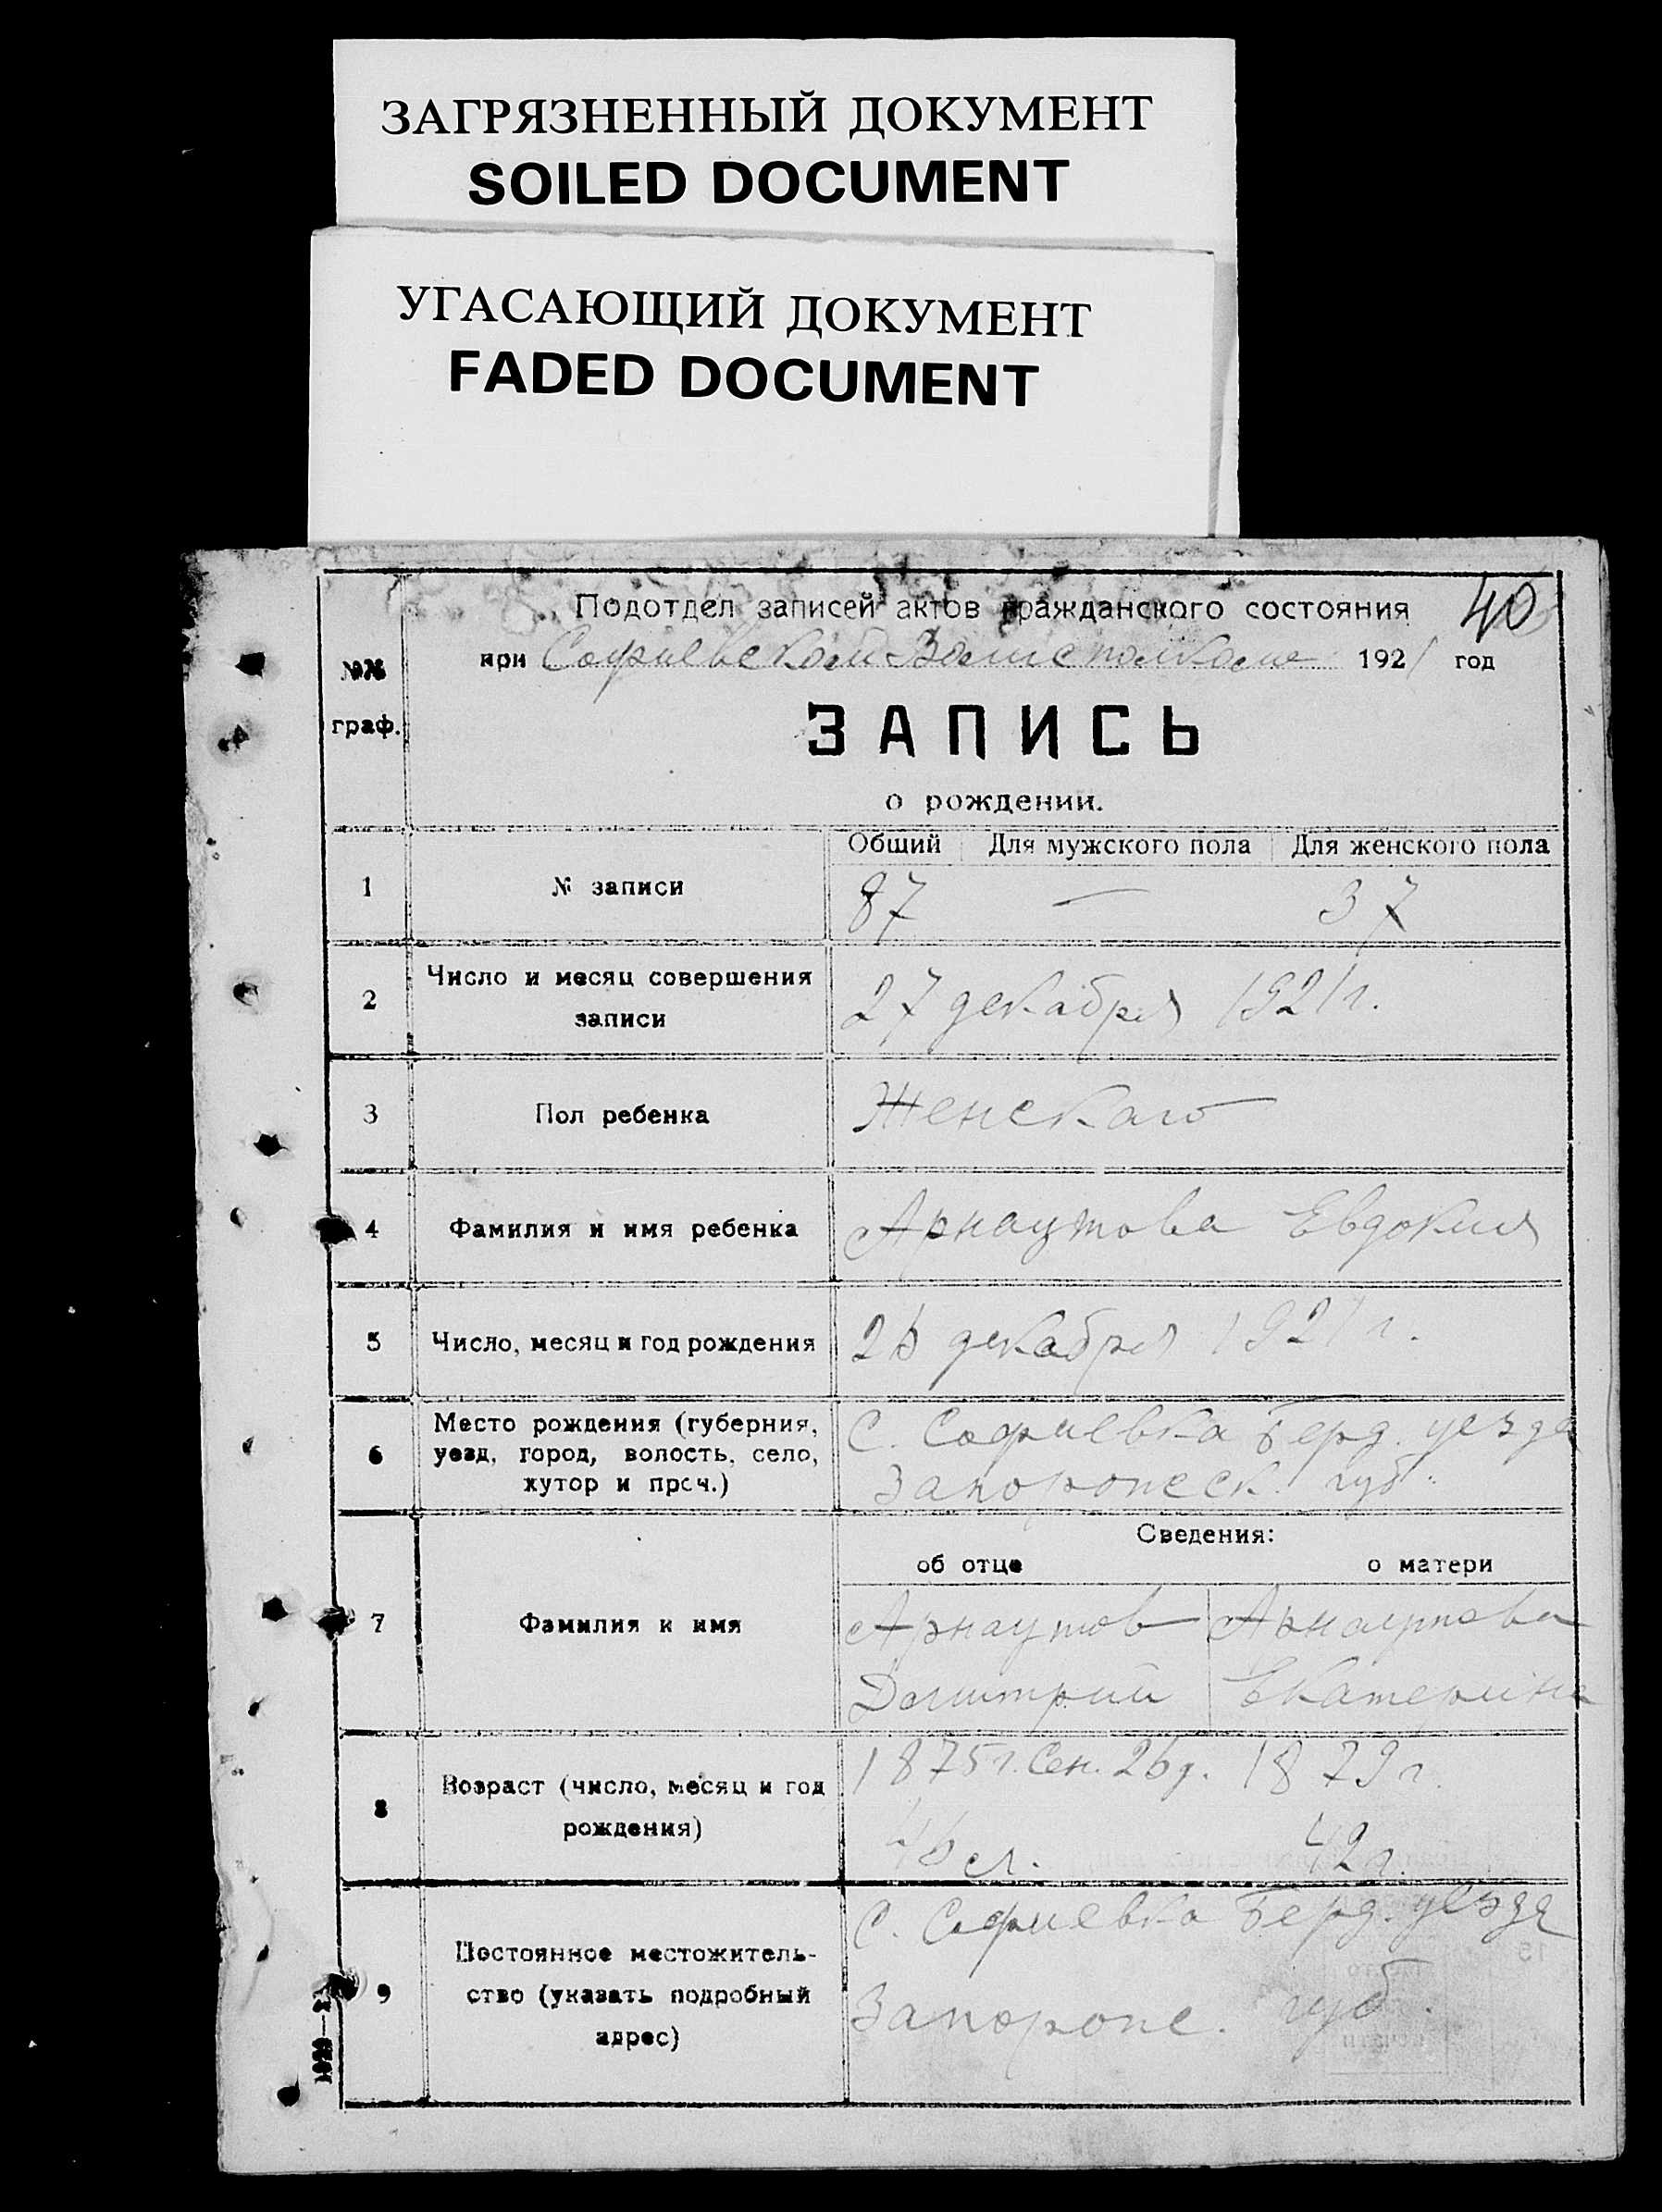 ЗАГРЯЗНЕННЫЙ ДОКУМЕНТ
SOILED DOCUMENT
УГАСАЮЩИЙ ДОКУМЕНТ
FADED DOCUMENT
40
Подотдел записей актов гражданского состояния
при Софиевском Волисполкоме 1921 год
№№
граф.
ЗАПИСЬ
о рождении.
Общий Для мужского пола Для женского пола
1 № записи 87 — 37
2 Число и месяц совершения
записи
27 декабря 1921 г.
3 Пол ребенка Женскаго
4 Фамилия и имя ребенка Арнаутова Евдокия
5 Число, месяц и год рождения 26 декабря 1921 г.
6 Место рождения (губерния,
уезд, город, волость, село,
хутор и проч.)
С. Софиевка Берд. уезда
Запорожск. губ.
Сведения:
об отце о матери
7 Фамилия и имя
Арнаутов Арнаутова
Дмитрий Екатерина
8 Возраст (число, месяц и год
рождения)
1875 г. Сен. 26 д. 1879 г.
46 л. 42 г.
9 Постоянное местожитель-
ство (указать подробный
адрес)
С. Софиевка Берд. уезда
Запорож. губ.